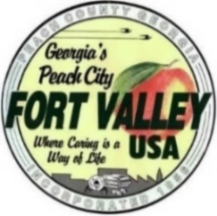 PEACH COUNTY GEORGIA
Georgia's
Peach City
FORT VALLEY
USA
Where Caring is a
Way of Life
INCORPORATED